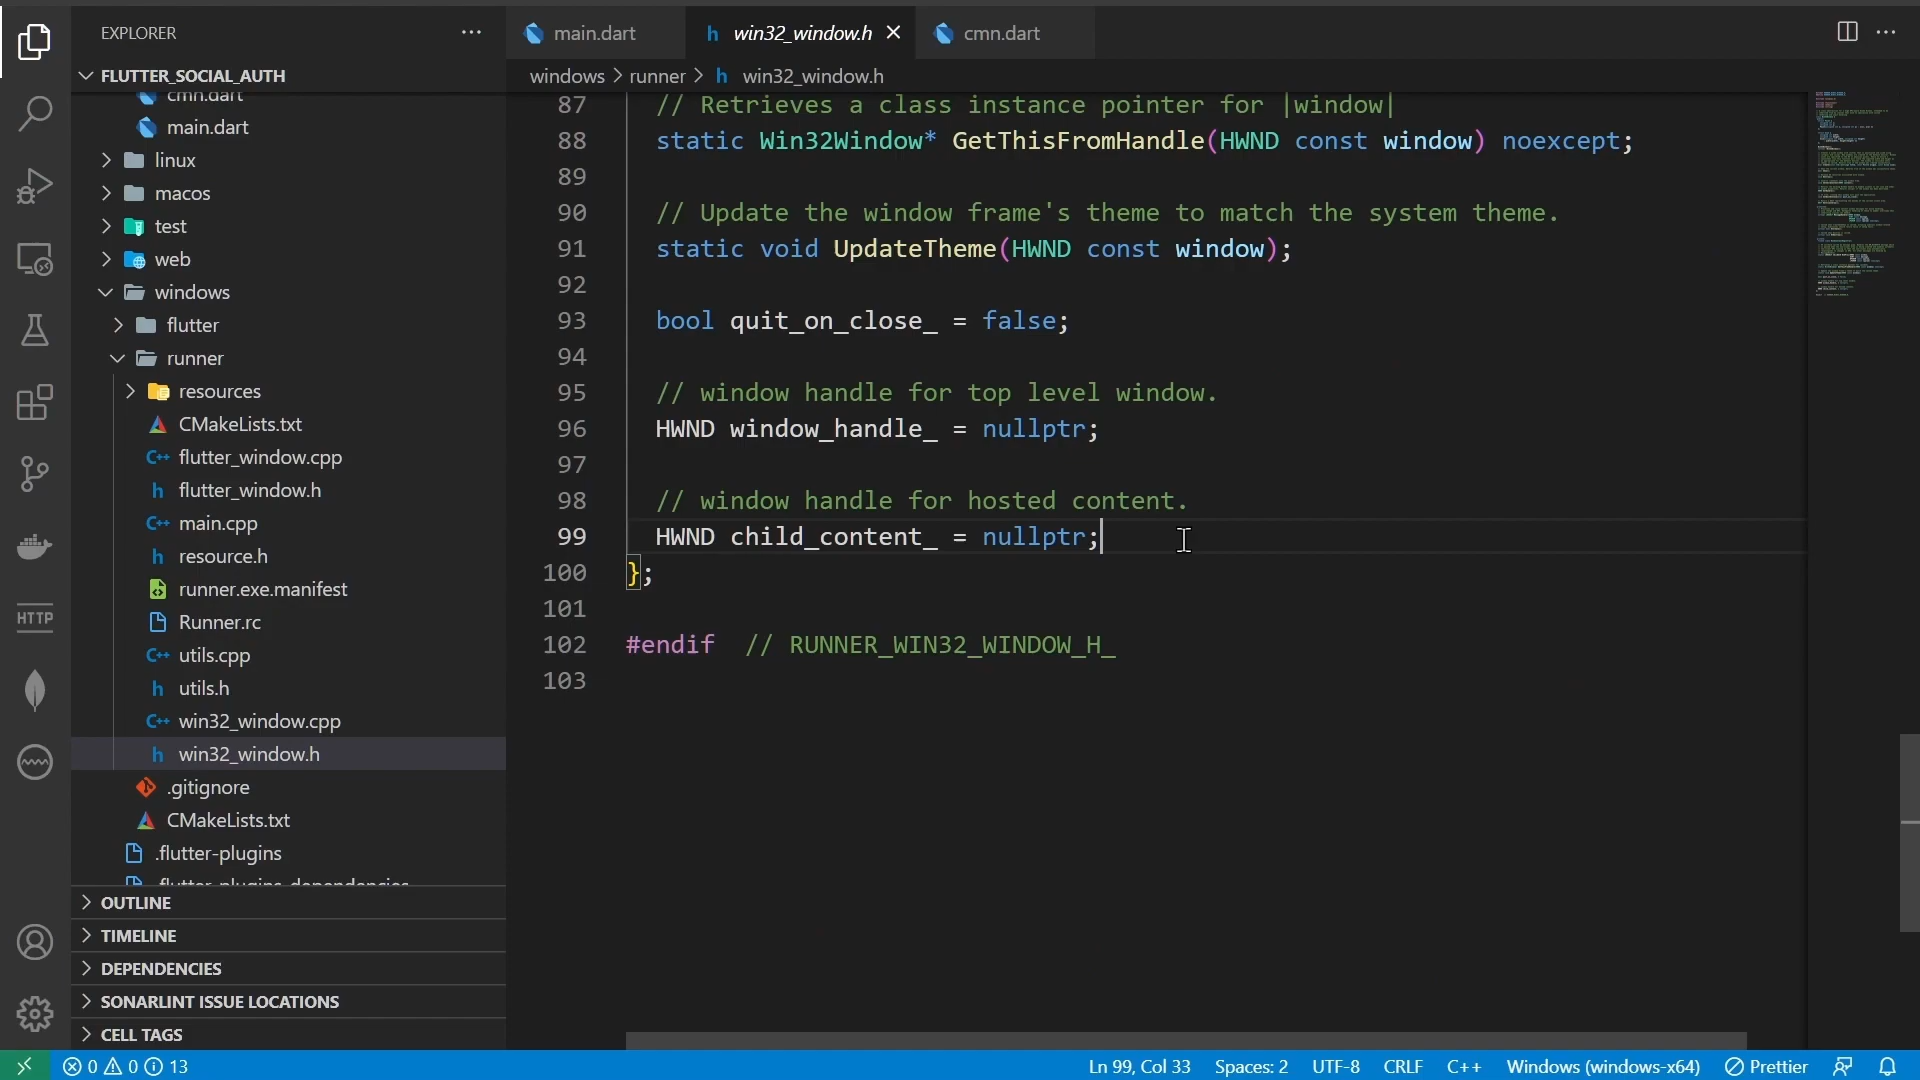 EXPLORER
FLUTTER_SOCIAL_AUTH
cmn.dart
main.dart
linux
macos
test
web
windows
flutter
runner
resources
CMakeLists.txt
flutter_window.cpp
flutter_window.h
main.cpp
resource.h
runner.exe.manifest
Runner.rc
utils.cpp
utils.h
win32_window.cpp
win32_window.h
.gitignore
CMakeLists.txt
.flutter-plugins
.flutter-plugins-dependencies
OUTLINE
TIMELINE
DEPENDENCIES
SONARLINT ISSUE LOCATIONS
CELL TAGS
HTTP
main.dart
win32_window.h
cmn.dart
windows > runner > h win32_window.h
87 // Retrieves a class instance pointer for |window|
88 static Win32Window* GetThisFromHandle(HWND const window) noexcept;
89
90 // Update the window frame's theme to match the system theme.
91 static void UpdateTheme(HWND const window);
92
93 bool quit_on_close_ = false;
94
95 // window handle for top level window.
96 HWND window_handle_ = nullptr;
97
98 // window handle for hosted content.
99 HWND child_content_ = nullptr;
100 };
101
102 #endif // RUNNER_WIN32_WINDOW_H_
103
0 0 13 Ln 99, Col 33 Spaces: 2 UTF-8 CRLF C++ Windows (windows-x64) Prettier